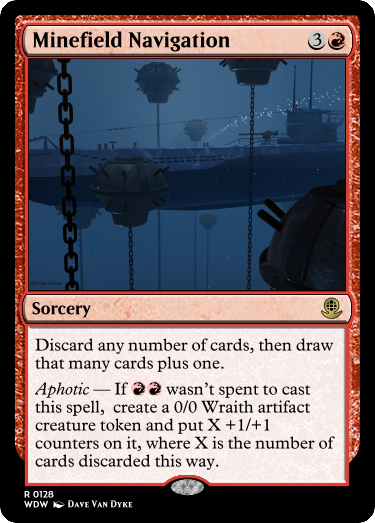 Minefield Navigation 3
Sorcery
Discard any number of cards, then draw
that many cards plus one.
Aphotic — If wasn't spent to cast
this spell, create a 0/0 Wraith artifact
creature token and put X +1/+1
counters on it, where X is the number of
cards discarded this way.
R 0128
WDW DAVE VAN DYKE